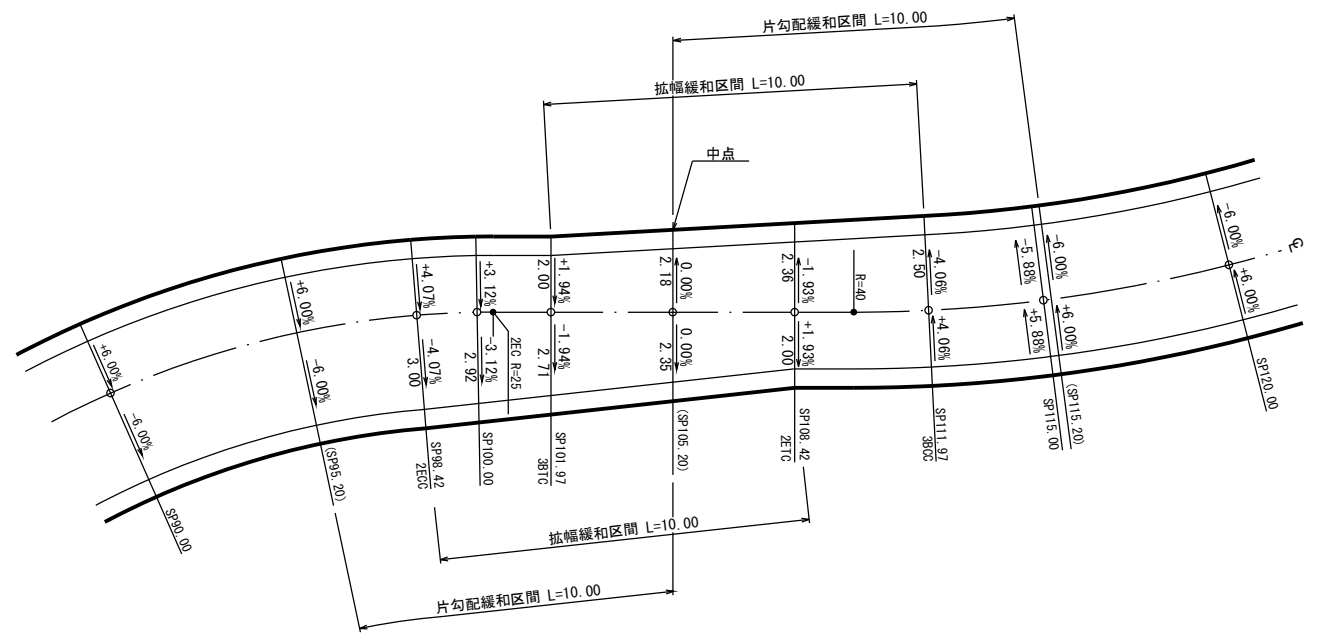 片勾配緩和区間 L=10.00
拡幅緩和区間 L=10.00
中点
+6.00%
-6.00%
SP90.00
+6.00%
-6.00%
(SP95.20)
+4.07%
-4.07%
3.00
SP98.42
2ECC
+3.12%
-3.12%
2.92
SP100.00
2EC R=25
+1.94%
2.00
-1.94%
2.71
SP101.97
3BTC
0.00%
2.18
0.00%
2.35
(SP105.20)
-1.93%
2.36
+1.93%
2.00
SP108.42
2ETC
R=40
-4.06%
2.50
+4.06%
SP111.97
3BCC
-5.88%
+5.88%
SP115.00
-6.00%
+6.00%
(SP115.20)
-6.00%
+6.00%
SP120.00
CL
拡幅緩和区間 L=10.00
片勾配緩和区間 L=10.00